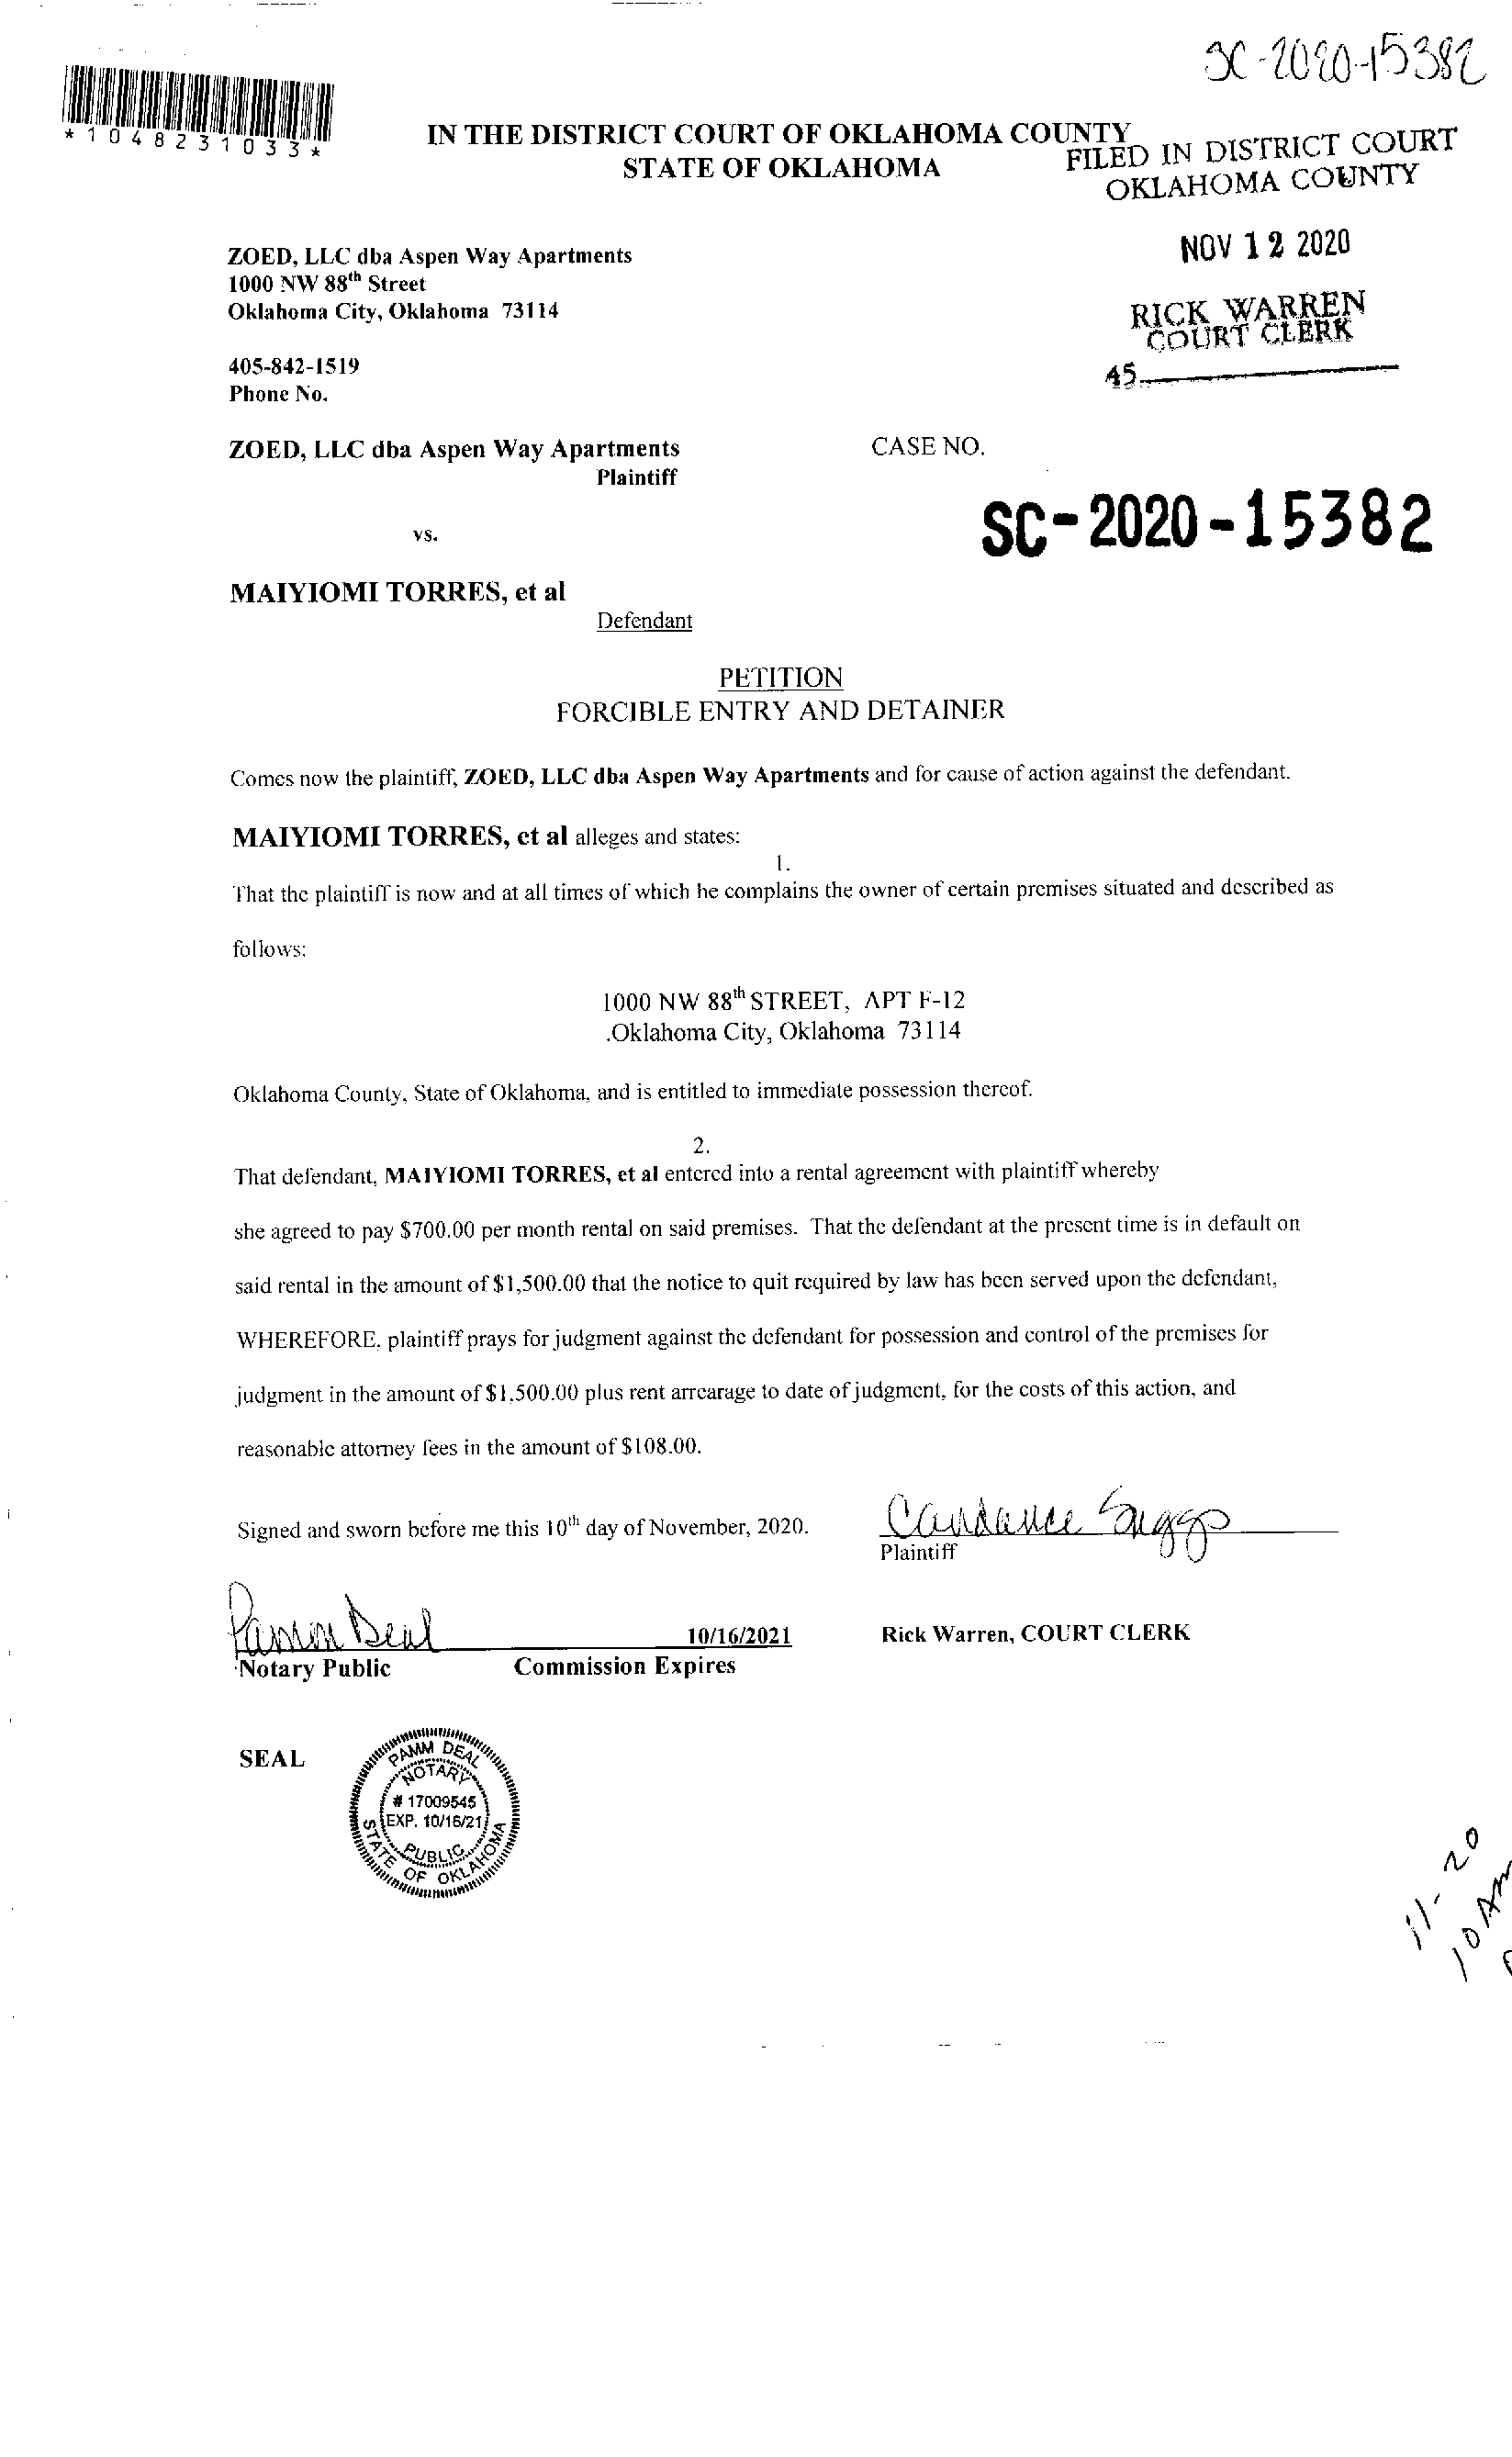 SC-2020-15382
*1048231033*
IN THE DISTRICT COURT OF OKLAHOMA COUNTY
STATE OF OKLAHOMA
FILED IN DISTRICT COURT
OKLAHOMA COUNTY
NOV 12 2020
RICK WARREN
COURT CLERK
45
ZOED, LLC dba Aspen Way Apartments
1000 NW 88th Street
Oklahoma City, Oklahoma 73114
405-842-1519
Phone No.
ZOED, LLC dba Aspen Way Apartments
Plaintiff
CASE NO.
SC-2020-15382
vs.
MAIYIOMI TORRES, et al
Defendant
PETITION
FORCIBLE ENTRY AND DETAINER
Comes now the plaintiff, ZOED, LLC dba Aspen Way Apartments and for cause of action against the defendant.
MAIYIOMI TORRES, et al alleges and states:
1.
That the plaintiff is now and at all times of which he complains the owner of certain premises situated and described as
follows:
1000 NW 88th STREET, APT F-12
.Oklahoma City, Oklahoma 73114
Oklahoma County, State of Oklahoma, and is entitled to immediate possession thereof.
2.
That defendant, MAIYIOMI TORRES, et al entered into a rental agreement with plaintiff whereby
she agreed to pay $700.00 per month rental on said premises. That the defendant at the present time is in default on
said rental in the amount of $1,500.00 that the notice to quit required by law has been served upon the defendant,
WHEREFORE, plaintiff prays for judgment against the defendant for possession and control of the premises for
judgment in the amount of $1,500.00 plus rent arrearage to date of judgment, for the costs of this action, and
reasonable attorney fees in the amount of $108.00.
Signed and sworn before me this 10th day of November, 2020.
Candance Suggs
Plaintiff
Pamm Deal
10/16/2021
Rick Warren, COURT CLERK
Notary Public
Commission Expires
SEAL
PAMM DEAL
NOTARY
# 17009545
EXP. 10/16/21
PUBLIC
STATE OF OKLAHOMA
11-20
10 AM